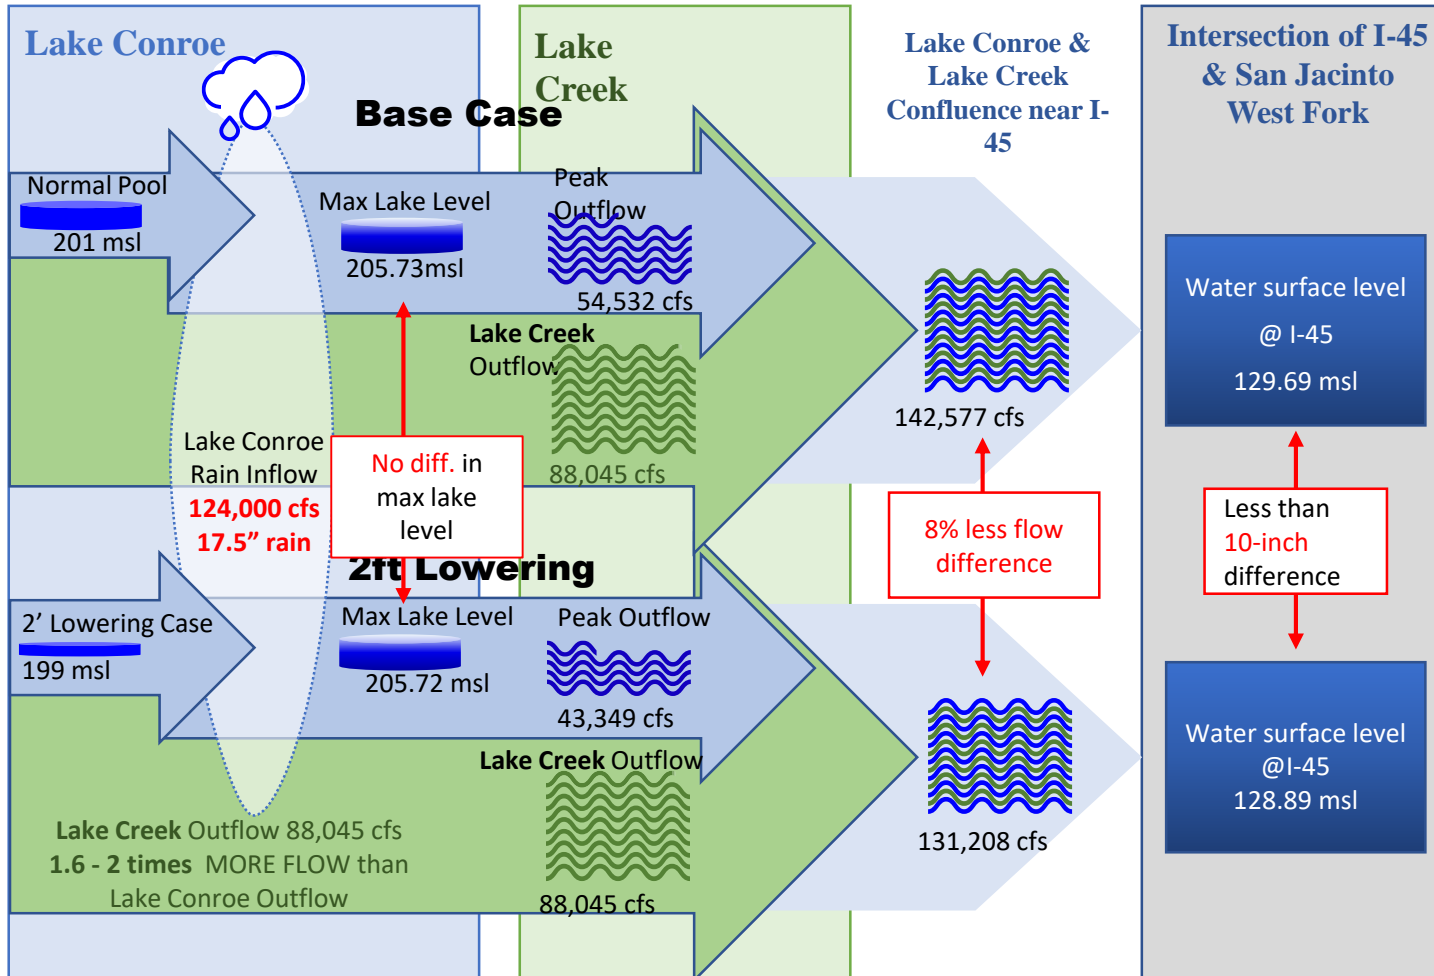 Lake Conroe
Lake
Creek
Lake Conroe &
Lake Creek
Confluence near I-
45
Intersection of I-45
& San Jacinto
West Fork
Base Case
Normal Pool
201 msl
Max Lake Level
205.73msl
Peak
Outflow
54,532 cfs
Lake Creek
Outflow
88,045 cfs
142,577 cfs
Water surface level
@ I-45
129.69 msl
Lake Conroe
Rain Inflow
124,000 cfs
17.5” rain
No diff. in
max lake
level
8% less flow
difference
Less than
10-inch
difference
2ft Lowering
2’ Lowering Case
199 msl
Max Lake Level
205.72 msl
Peak Outflow
43,349 cfs
Lake Creek Outflow
88,045 cfs
131,208 cfs
Water surface level
@I-45
128.89 msl
Lake Creek Outflow 88,045 cfs
1.6 - 2 times MORE FLOW than
Lake Conroe Outflow